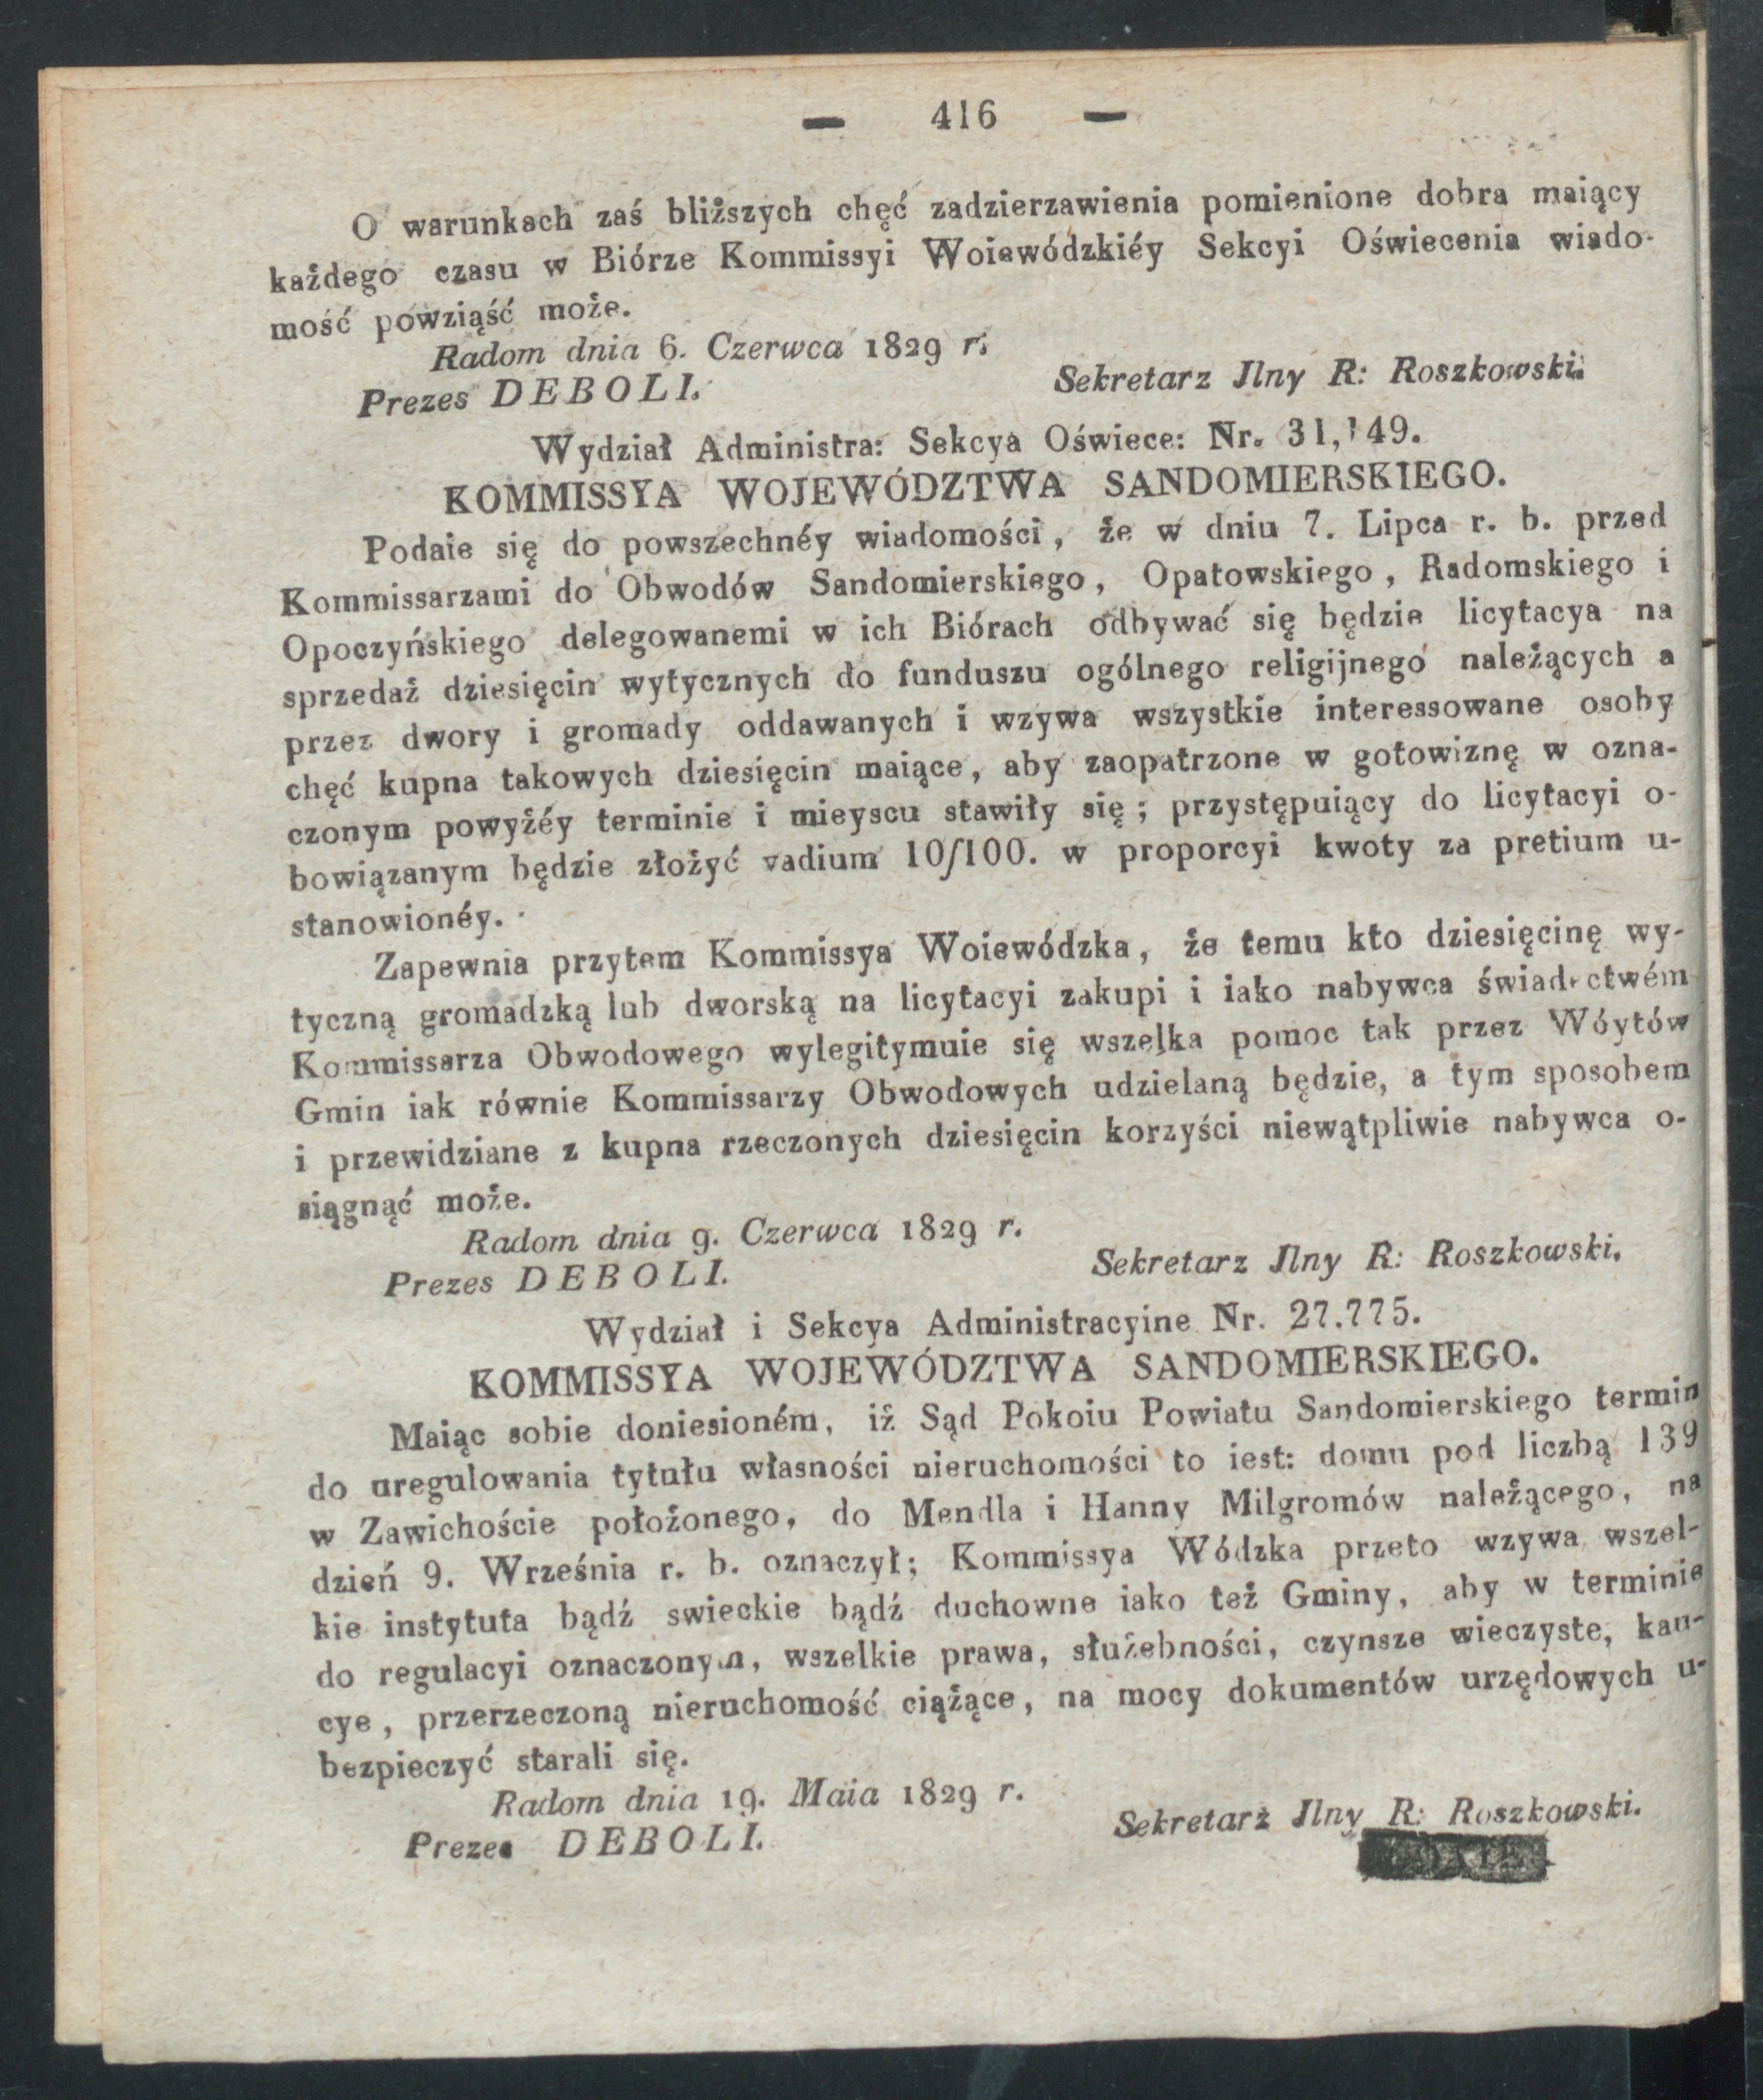 — 416 —
O warunkach zaś bliższych chęć zadzierzawienia pomienione dobra maiący
każdego czasu w Biórze Kommissyi Woiewódzkiéy Sekcyi Oświecenia wiado-
mość powziąść może.
Radom dnia 6. Czerwca 1829 r.
Prezes DEBOLI. Sekretarz Jlny R: Roszkowski.
Wydział Administra: Sekcya Oświece: Nr. 31,149.
KOMMISSYA WOJEWÓDZTWA SANDOMIERSKIEGO.
Podaie się do powszechnéy wiadomości, że w dniu 7. Lipca r. b. przed
Kommissarzami do Obwodów Sandomierskiego, Opatowskiego, Radomskiego i
Opoczyńskiego delegowanemi w ich Biórach odbywać się będzie licytacya na
sprzedaż dziesięcin wytycznych do funduszu ogólnego religijnego należących a
przez dwory i gromady oddawanych i wzywa wszystkie interessowane osoby
chęć kupna takowych dziesięcin maiące, aby zaopatrzone w gotowiznę w ozna-
czonym powyżéy terminie i mieyscu stawiły się; przystępuiący do licytacyi o-
bowiązanym będzie złożyć vadium 10/100. w proporcyi kwoty za pretium u-
stanowionéy.
Zapewnia przytem Kommissya Woiewódzka, że temu kto dziesięcinę wy-
tyczną gromadzką lub dworską na licytacyi zakupi i iako nabywca świadectwém
Kommissarza Obwodowego wylegitymuie się wszelka pomoc tak przez Wóytów
Gmin iak równie Kommissarzy Obwodowych udzielaną będzie, a tym sposobem
i przewidziane z kupna rzeczonych dziesięcin korzyści niewątpliwie nabywca o-
siągnąć może.
Radom dnia 9. Czerwca 1829 r.
Prezes DEBOLI. Sekretarz Jlny R: Roszkowski.
Wydział i Sekcya Administracyine Nr. 27.775.
KOMMISSYA WOJEWÓDZTWA SANDOMIERSKIEGO.
Maiąc sobie doniesioném, iż Sąd Pokoiu Powiatu Sandomierskiego termin
do uregulowania tytułu własności nieruchomości to iest: domu pod liczbą 139
w Zawichoście położonego, do Mendla i Hanny Milgromów należącego, na
dzień 9. Września r. b. oznaczył; Kommissya Wódzka przeto wzywa wszel-
kie instytuta bądź swieckie bądź duchowne iako też Gminy, aby w terminie
do regulacyi oznaczonym, wszelkie prawa, służebności, czynsze wieczyste, kau-
cye, przerzeczoną nieruchomość ciążące, na mocy dokumentów urzędowych u-
bezpieczyć starali się.
Radom dnia 19. Maia 1829 r.
Prezes DEBOLI. Sekretarz Jlny R: Roszkowski.